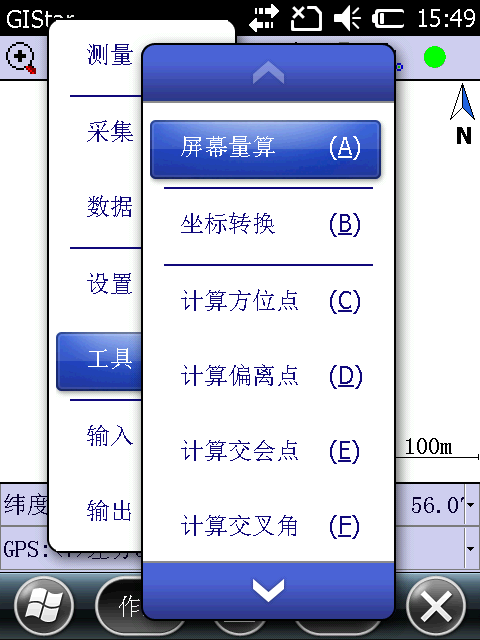 GIStar 15:49
测量
采集
数据
设置
工具
输入
输出
屏幕量算 (A)
坐标转换 (B)
计算方位点 (C)
计算偏离点 (D)
计算交会点 (E)
计算交叉角 (F)
N
100m
纬度
56.0
GPS:
作